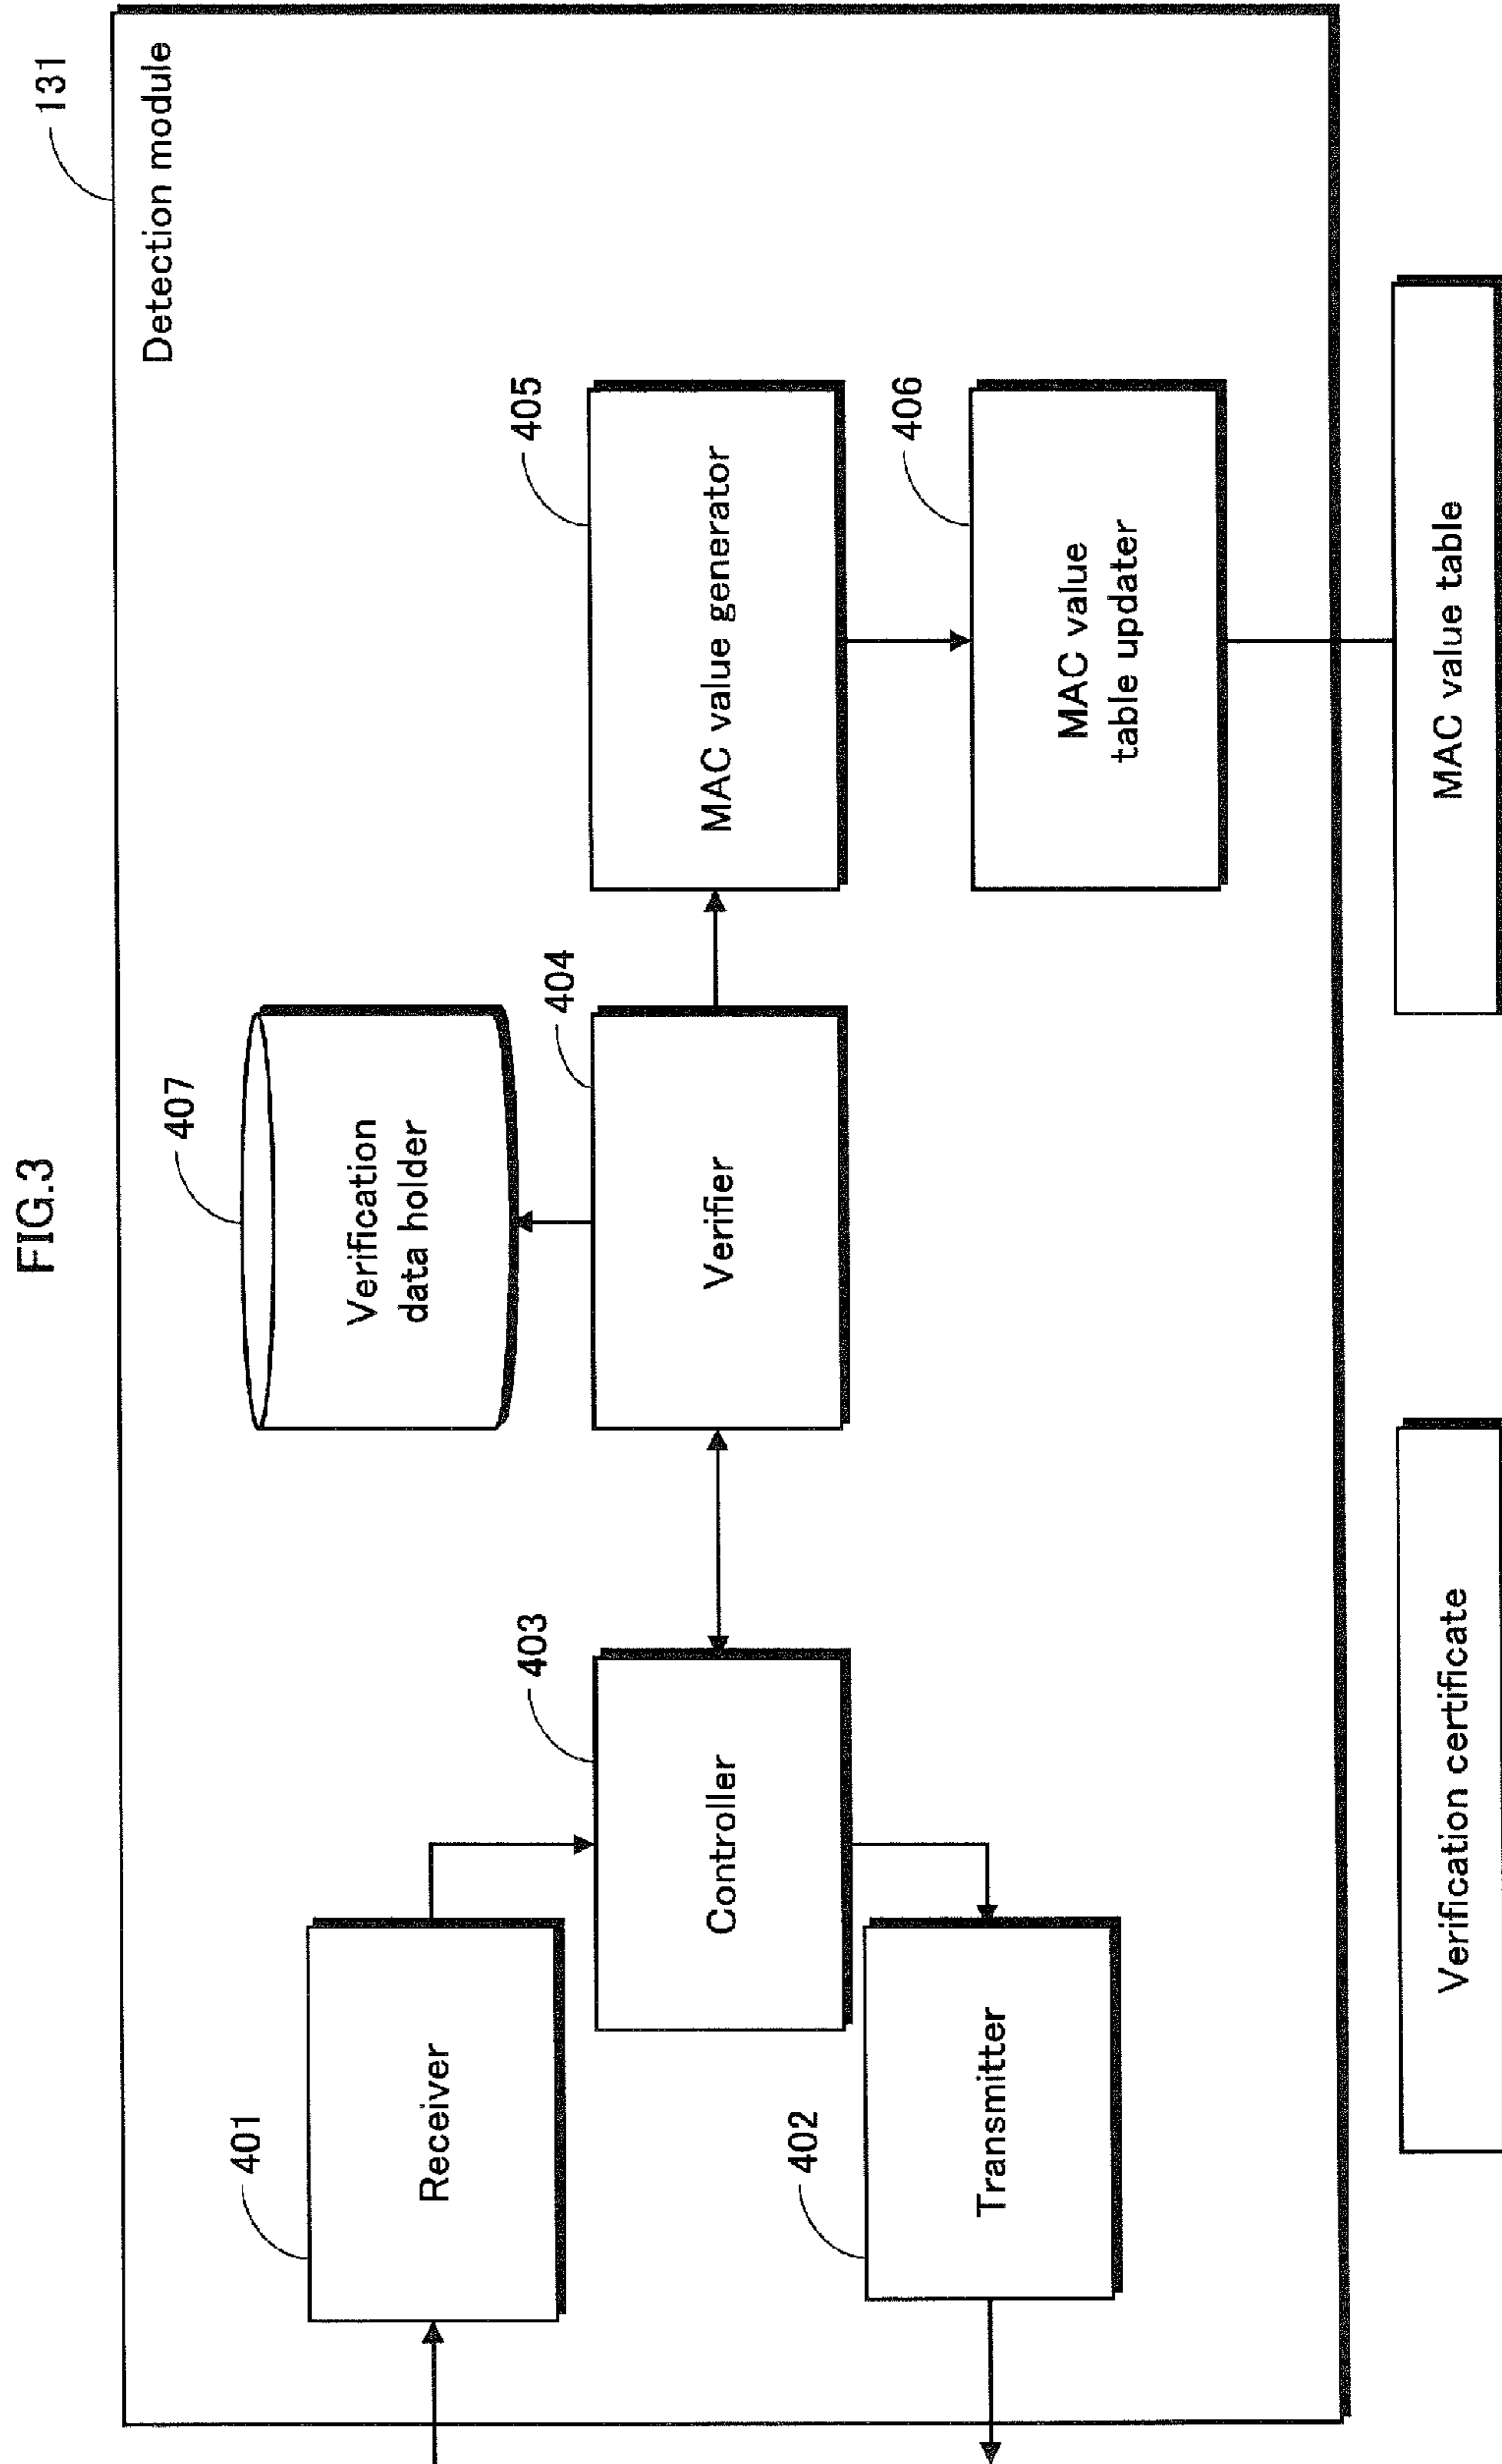 FIG.3
131
Detection module
407
Verification
data holder
401
Receiver
403
Controller
404
Verifier
405
MAC value generator
402
Transmitter
406
MAC value
table updater
Verification certificate
MAC value table